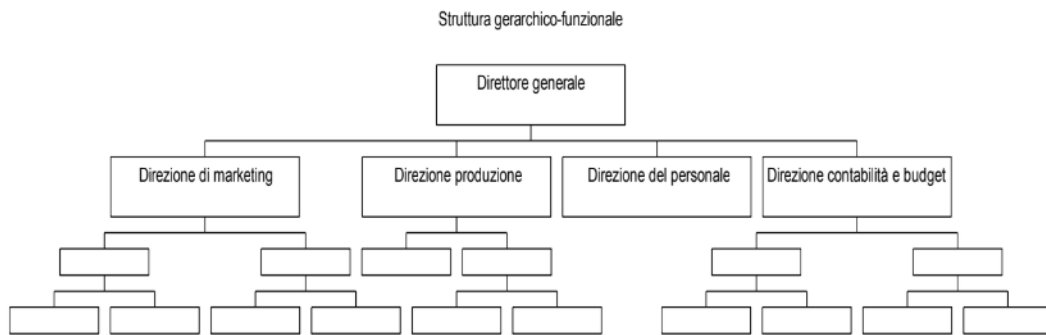 Struttura gerarchico-funzionale
Direttore generale
Direzione di marketing
Direzione produzione
Direzione del personale
Direzione contabilità e budget